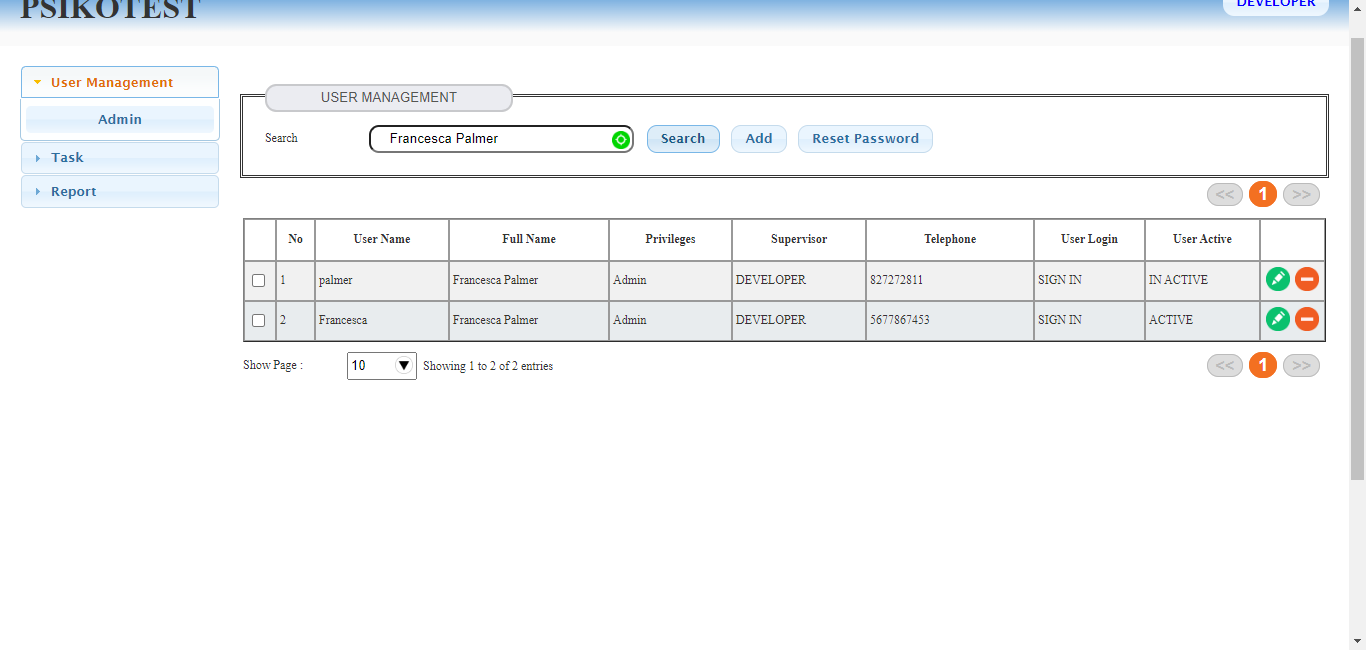 PSIKOTEST
DEVELOPER
User Management
Admin
Task
Report
USER MANAGEMENT
Search Francesca Palmer Search Add Reset Password
<< 1 >>
No User Name Full Name Privileges Supervisor Telephone User Login User Active
1 palmer Francesca Palmer Admin DEVELOPER 827272811 SIGN IN IN ACTIVE
2 Francesca Francesca Palmer Admin DEVELOPER 5677867453 SIGN IN ACTIVE
Show Page : 10 Showing 1 to 2 of 2 entries << 1 >>